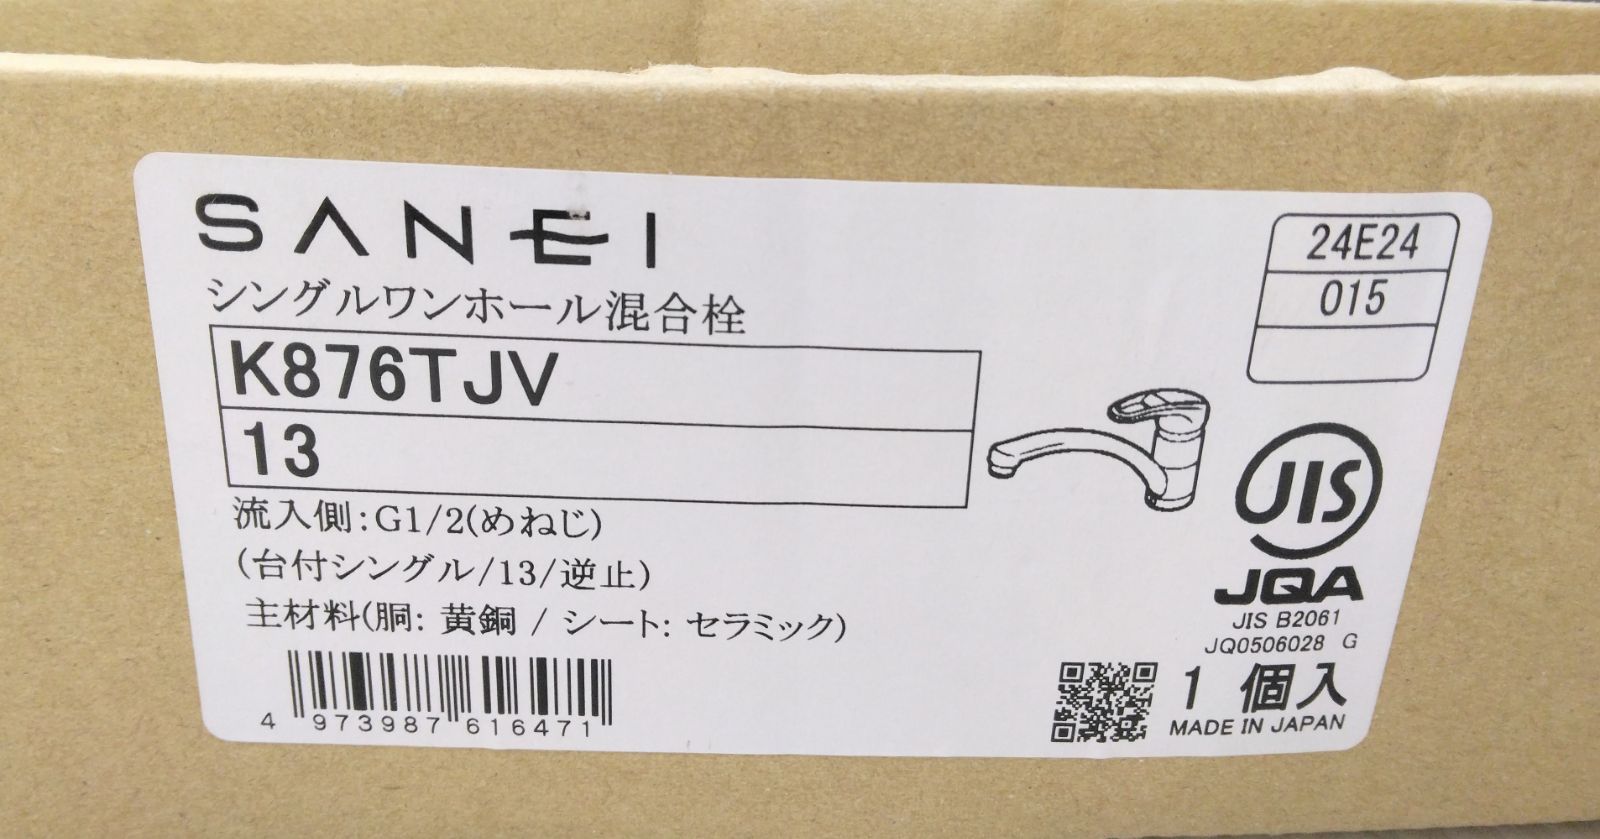 SANEI
シングルワンホール混合栓
K876TJV
13
流入側:G1/2(めねじ)
(台付シングル/13/逆止)
主材料(胴: 黄銅 / シート: セラミック)
4 973987 616471
24E24
015
JIS
JQA
JIS B2061
JQ0506028 G
1 個入
MADE IN JAPAN